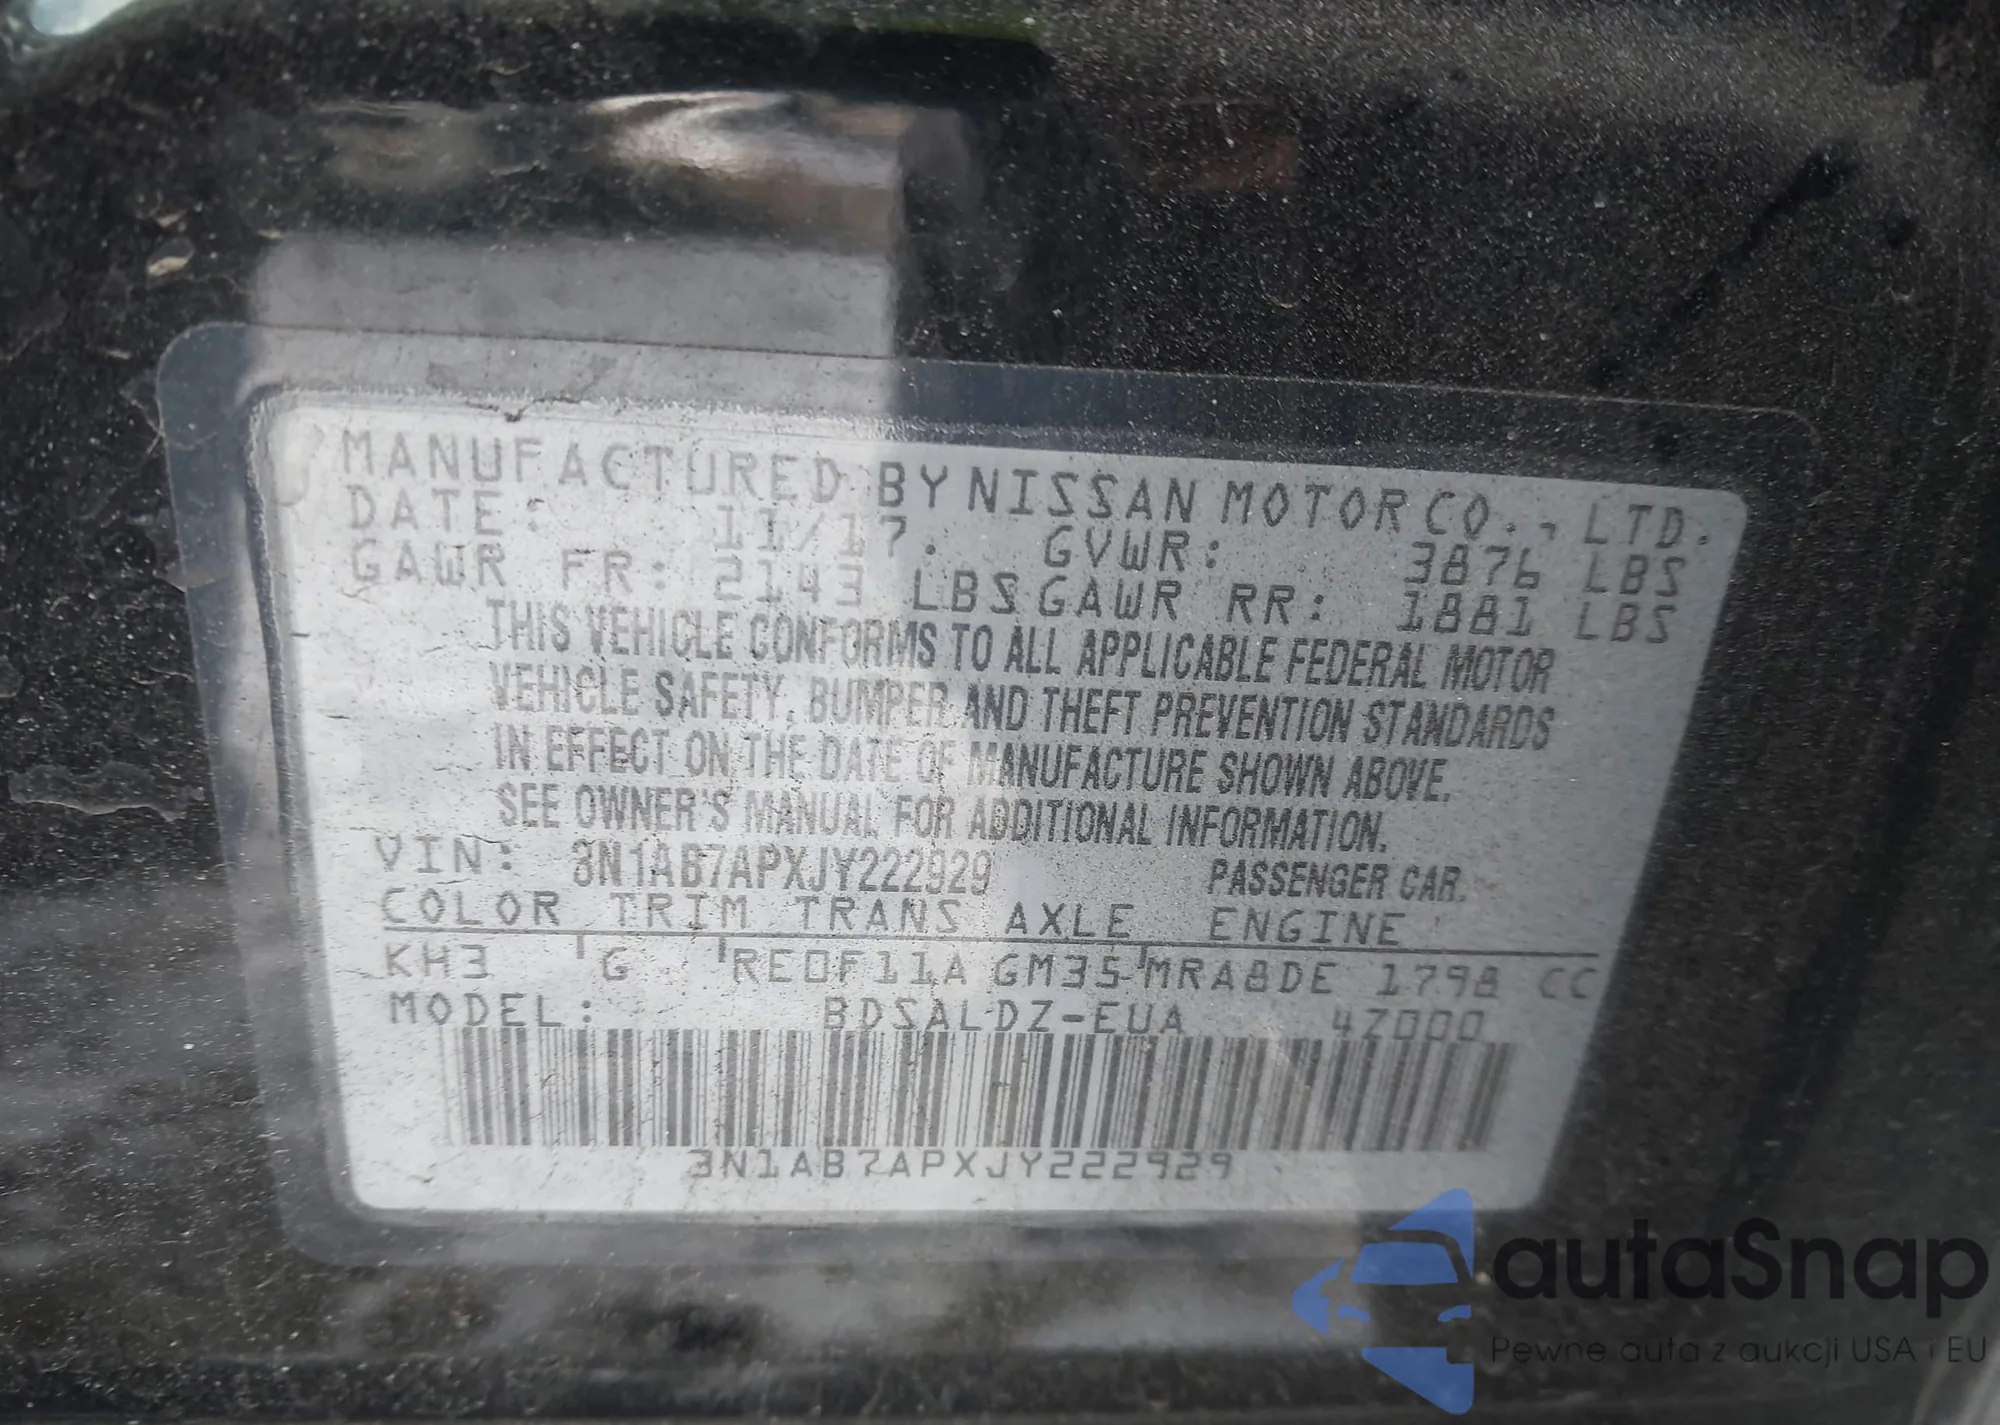 MANUFACTURED BY NISSAN MOTOR CO., LTD.
DATE: 11/17. GVWR: 3876 LBS
GAWR FR: 2143 LBS GAWR RR: 1881 LBS
THIS VEHICLE CONFORMS TO ALL APPLICABLE FEDERAL MOTOR
VEHICLE SAFETY, BUMPER, AND THEFT PREVENTION STANDARDS
IN EFFECT ON THE DATE OF MANUFACTURE SHOWN ABOVE.
SEE OWNER'S MANUAL FOR ADDITIONAL INFORMATION.
VIN: 3N1AB7APXJY222929 PASSENGER CAR.
COLOR TRIM TRANS AXLE ENGINE
KH3 G RE0F11A GM35 MRA8DE 1798 CC
MODEL: BDSALDZ-EUA 4Z000
3N1AB7APXJY222929
autaSnap
Pewne auta z aukcji USA i EU